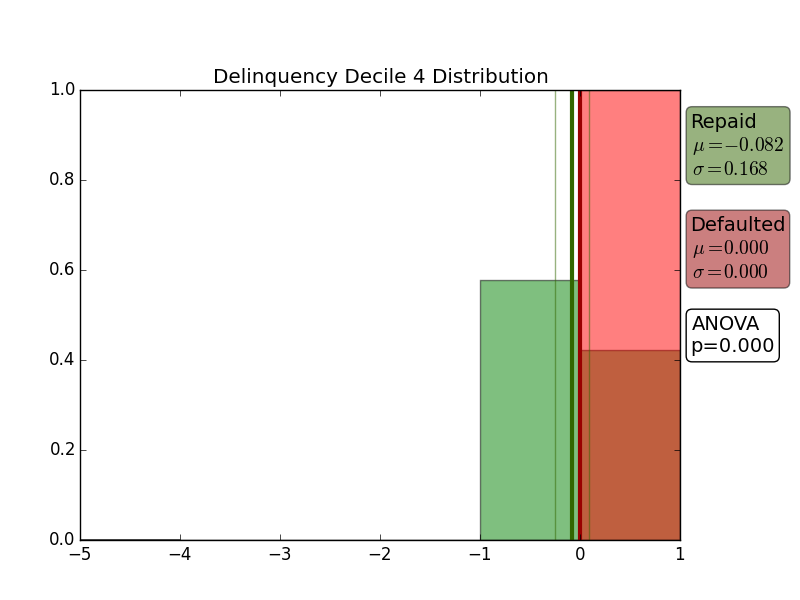 Delinquency Decile 4 Distribution
1.0
0.8
0.6
0.4
0.2
0.0
−5 −4 −3 −2 −1 0 1
Repaid
μ=−0.082
σ=0.168
Defaulted
μ=0.000
σ=0.000
ANOVA
p=0.000